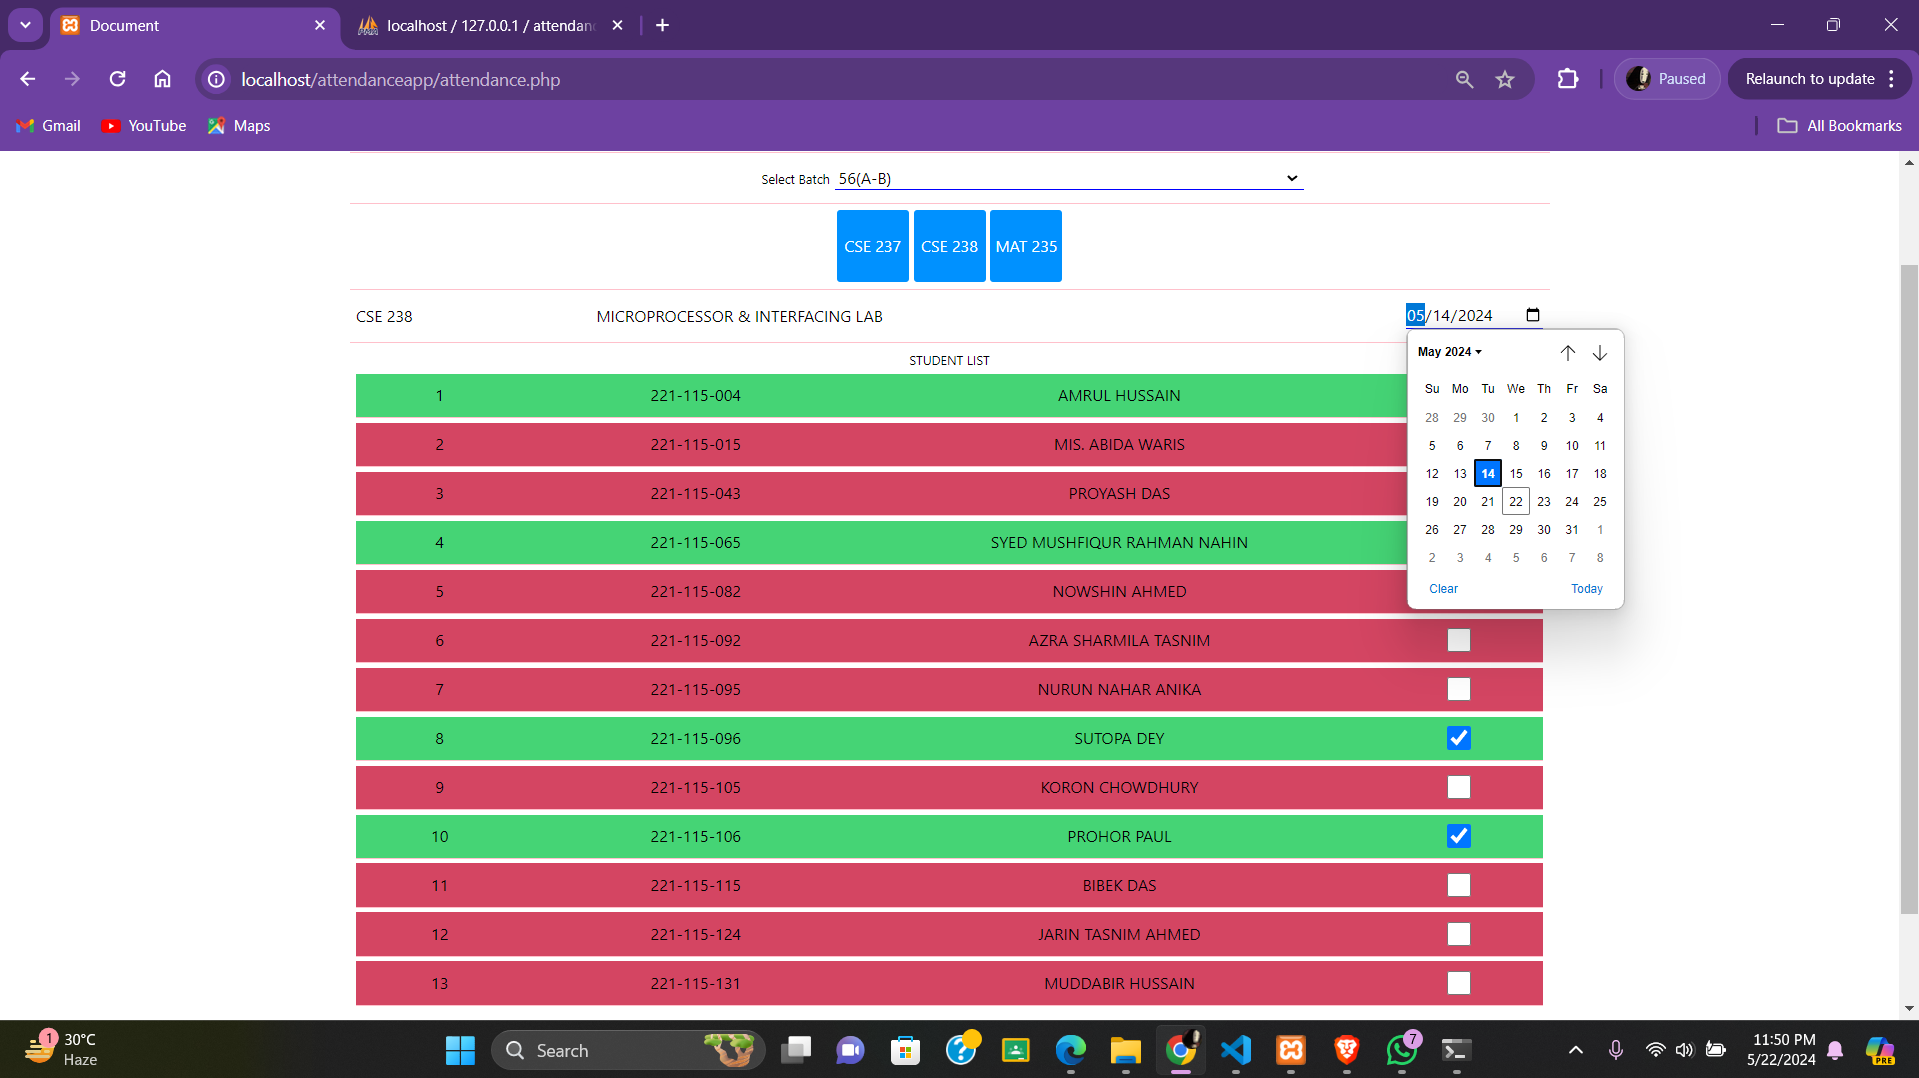 Document
localhost / 127.0.0.1 / attendanc
localhost/attendanceapp/attendance.php
Paused
Relaunch to update
Gmail YouTube Maps
All Bookmarks
Select Batch 56(A-B)
CSE 237 CSE 238 MAT 235
CSE 238 MICROPROCESSOR & INTERFACING LAB 05/14/2024
May 2024
Su Mo Tu We Th Fr Sa
28 29 30 1 2 3 4
5 6 7 8 9 10 11
12 13 14 15 16 17 18
19 20 21 22 23 24 25
26 27 28 29 30 31 1
2 3 4 5 6 7 8
Clear Today
STUDENT LIST
1 221-115-004 AMRUL HUSSAIN
2 221-115-015 MIS. ABIDA WARIS
3 221-115-043 PROYASH DAS
4 221-115-065 SYED MUSHFIQUR RAHMAN NAHIN
5 221-115-082 NOWSHIN AHMED
6 221-115-092 AZRA SHARMILA TASNIM
7 221-115-095 NURUN NAHAR ANIKA
8 221-115-096 SUTOPA DEY
9 221-115-105 KORON CHOWDHURY
10 221-115-106 PROHOR PAUL
11 221-115-115 BIBEK DAS
12 221-115-124 JARIN TASNIM AHMED
13 221-115-131 MUDDABIR HUSSAIN
1
30°C
Haze
Search
7
11:50 PM
5/22/2024
PRE